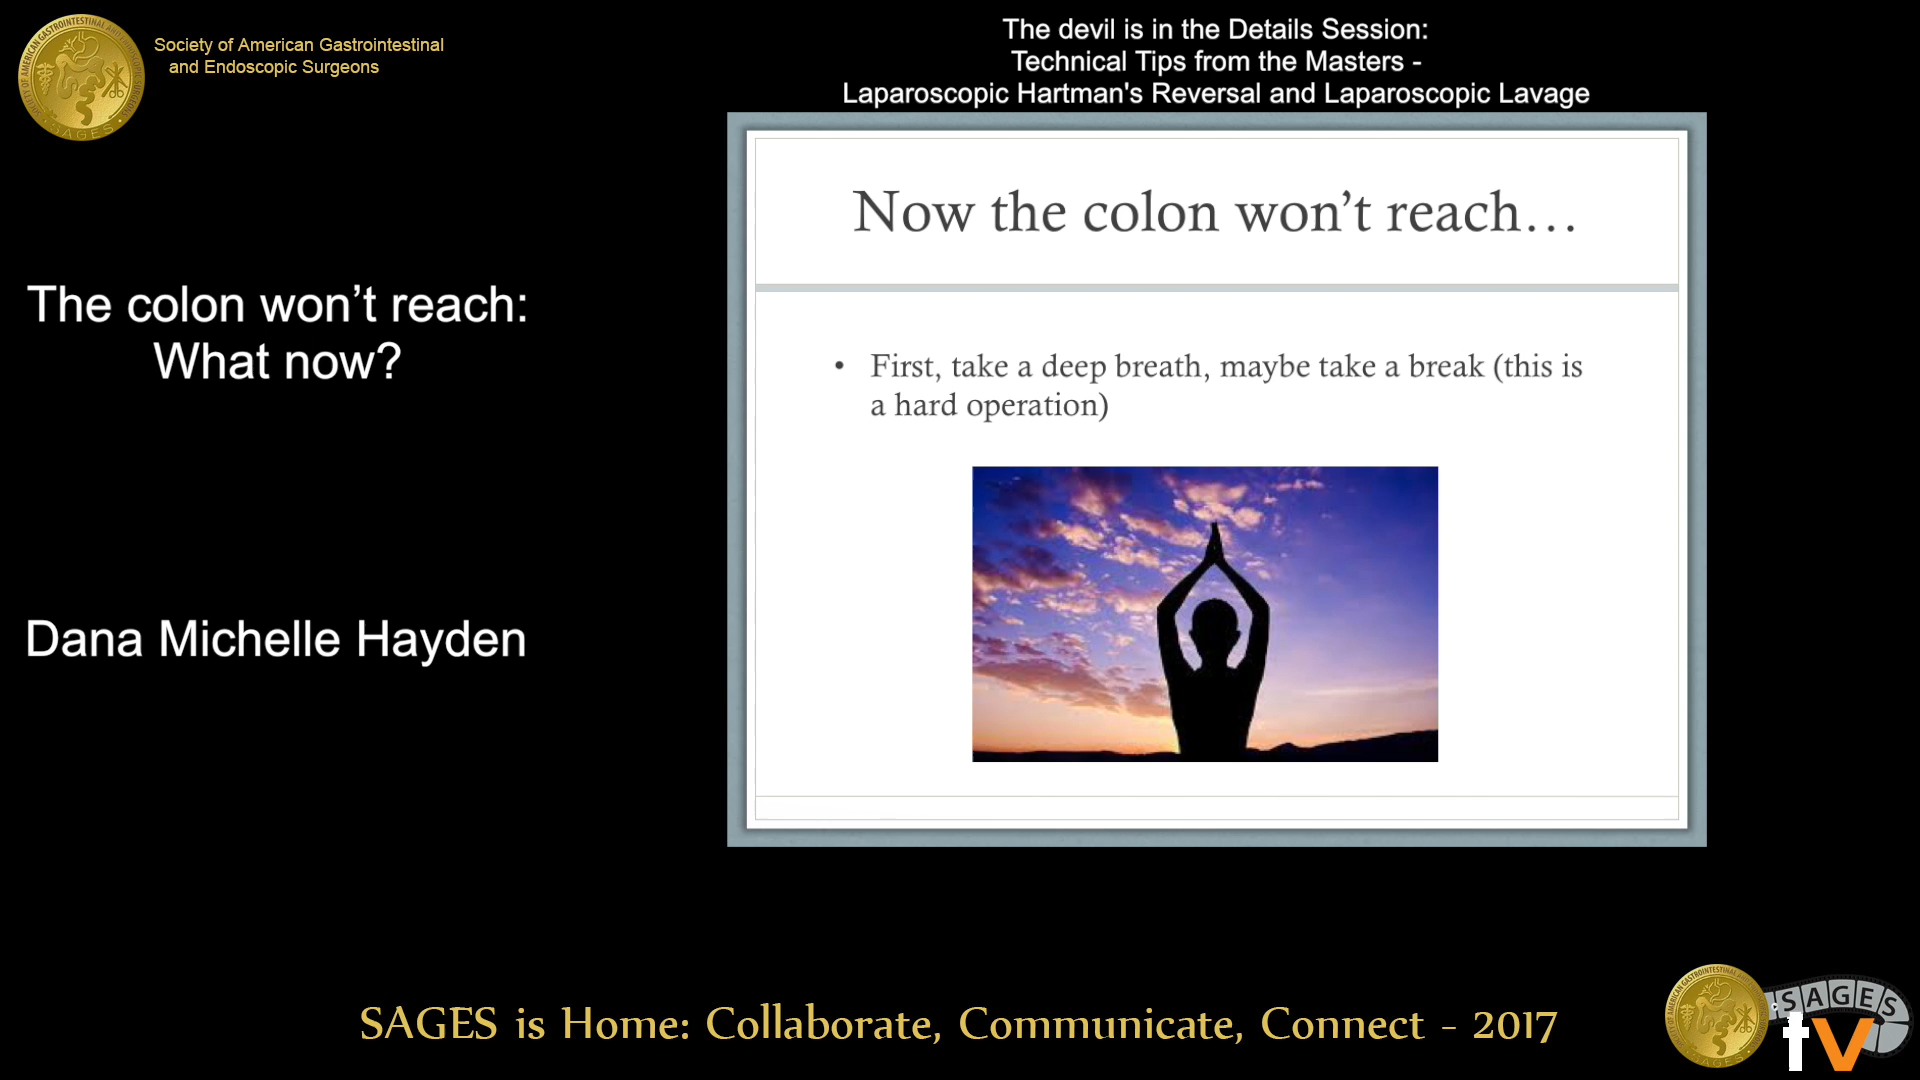 Society of American Gastrointestinal
and Endoscopic Surgeons
The devil is in the Details Session:
Technical Tips from the Masters -
Laparoscopic Hartman's Reversal and Laparoscopic Lavage
The colon won’t reach:
What now?
Dana Michelle Hayden
Now the colon won’t reach…
• First, take a deep breath, maybe take a break (this is
a hard operation)
SAGES is Home: Collaborate, Communicate, Connect - 2017
SAGES
SAGES
tv